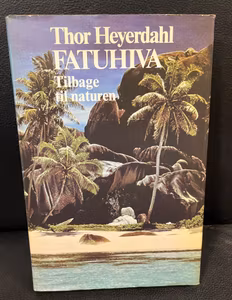 Thor Heyerdahl
FATUHIVA
Tilbage
til naturen